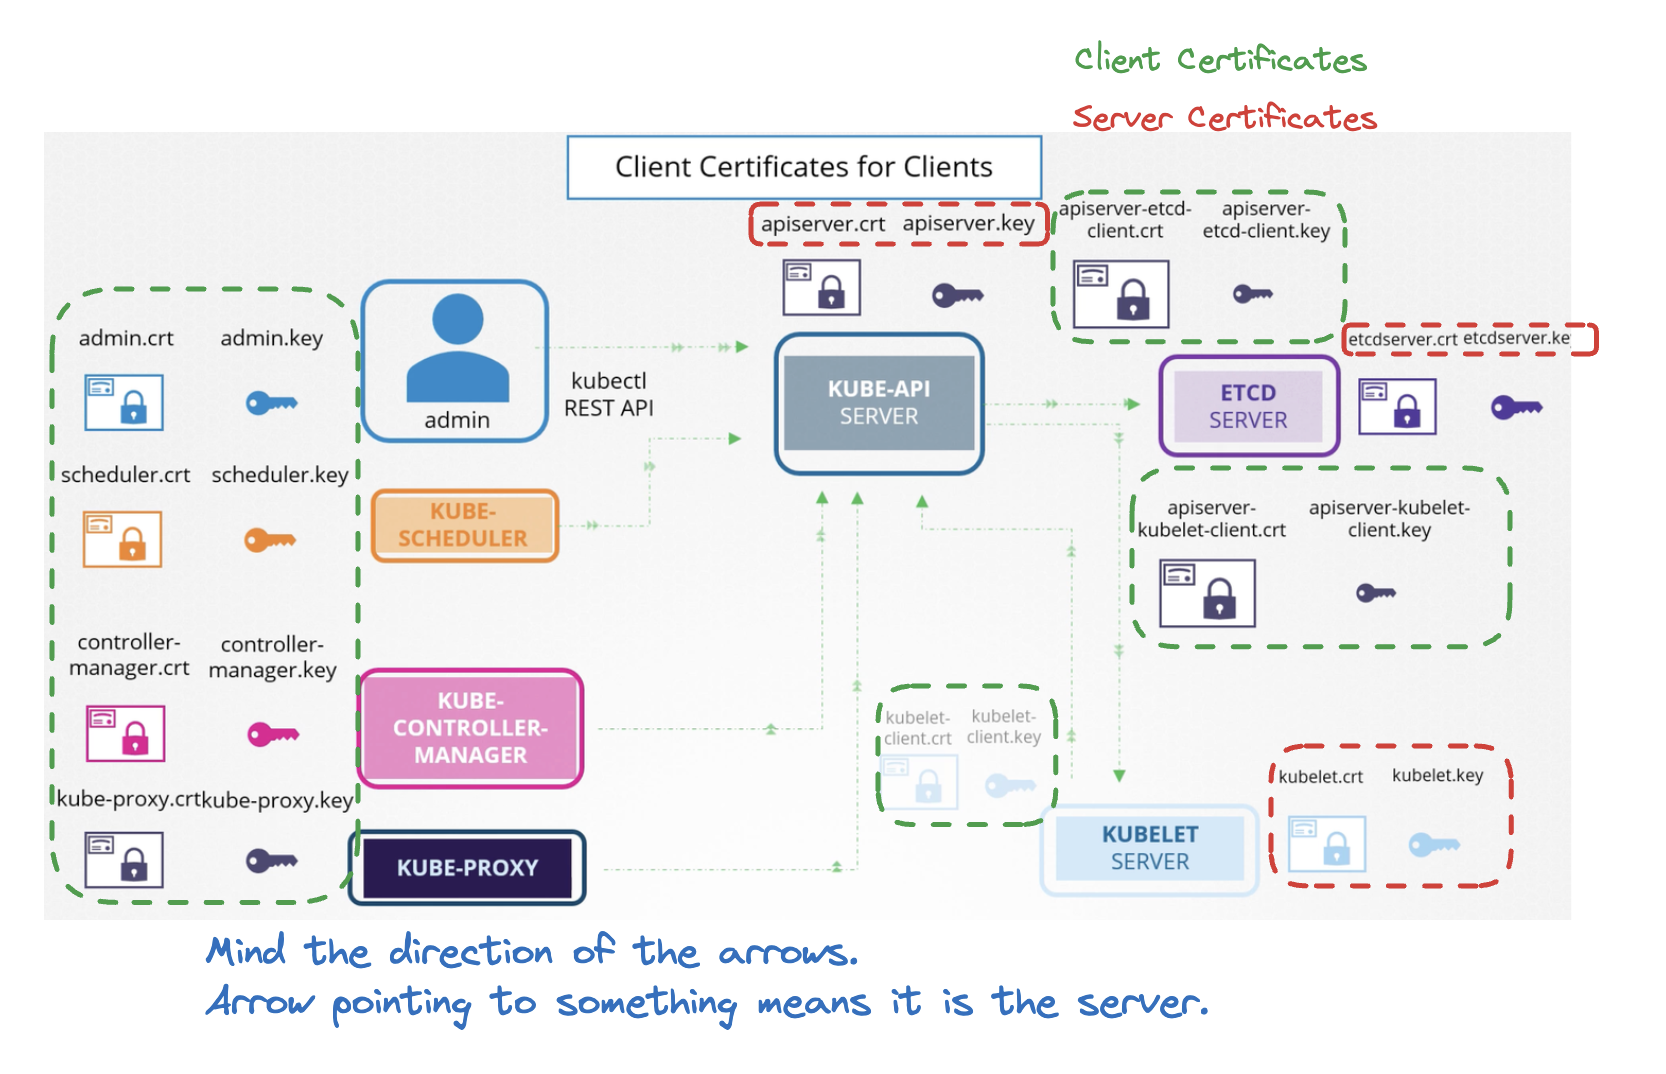 Client Certificates
Server Certificates
Client Certificates for Clients
apiserver.crt apiserver.key
apiserver-etcd-
client.crt
apiserver-
etcd-client.key
admin.crt admin.key
admin
kubectl
REST API
KUBE-API
SERVER
etcdserver.crt etcdserver.ke
ETCD
SERVER
scheduler.crt scheduler.key
KUBE-
SCHEDULER
apiserver-
kubelet-client.crt
apiserver-kubelet-
client.key
controller-
manager.crt
controller-
manager.key
KUBE-
CONTROLLER-
MANAGER
kubelet-
client.crt
kubelet-
client.key
kubelet.crt kubelet.key
kube-proxy.crt kube-proxy.key
KUBE-PROXY
KUBELET
SERVER
Mind the direction of the arrows.
Arrow pointing to something means it is the server.